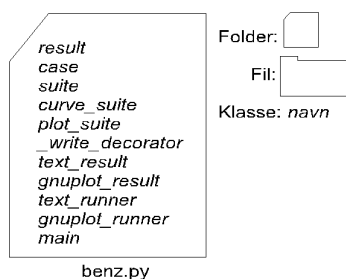 result
case
suite
curve_suite
plot_suite
_write_decorator
text_result
gnuplot_result
text_runner
gnuplot_runner
main
benz.py
Folder:
Fil:
Klasse: navn